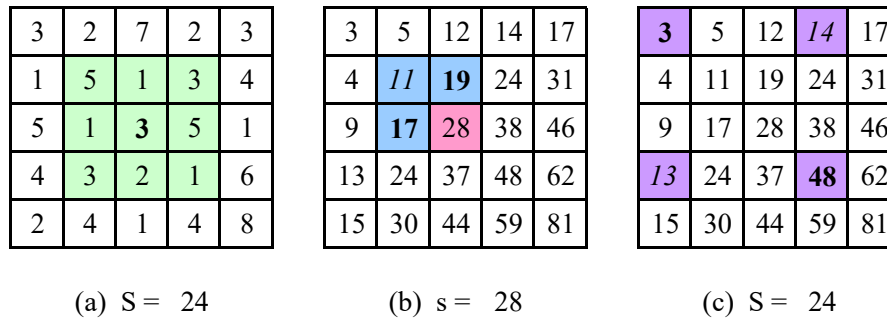 3 2 7 2 3 3 5 12 14 17 3 5 12 14 17
1 5 1 3 4 4 11 19 24 31 4 11 19 24 31
5 1 3 5 1 9 17 28 38 46 9 17 28 38 46
4 3 2 1 6 13 24 37 48 62 13 24 37 48 62
2 4 1 4 8 15 30 44 59 81 15 30 44 59 81
(a) S = 24 (b) s = 28 (c) S = 24